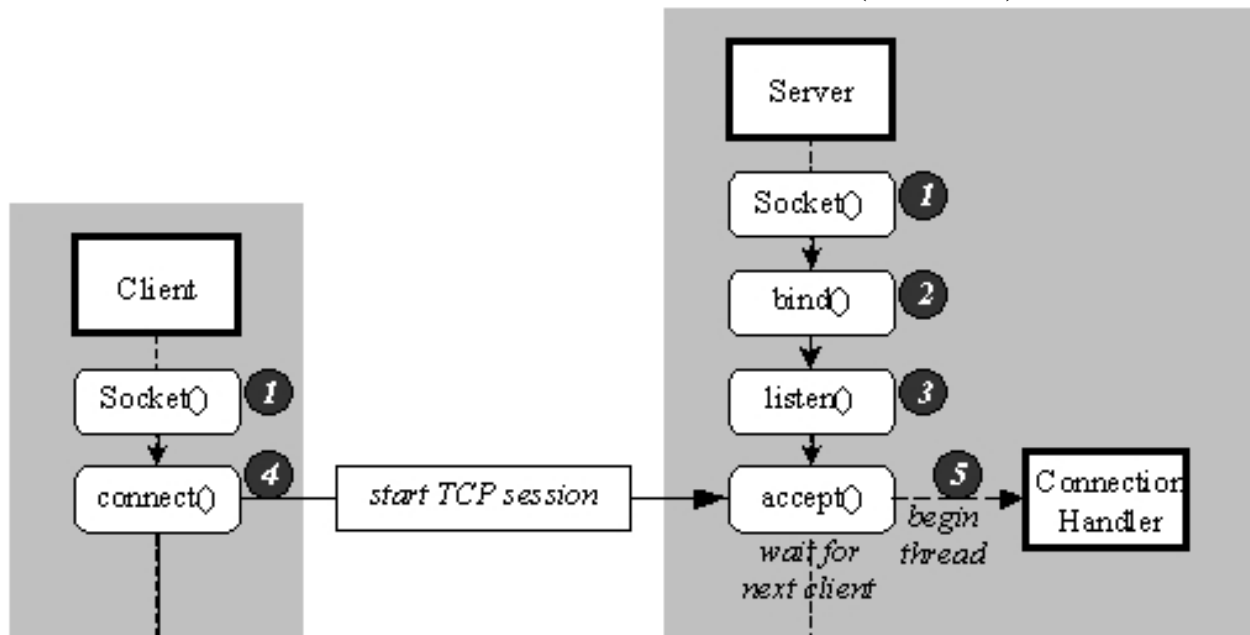 Server
Socket()
1
bind()
2
listen()
3
accept()
5
begin
thread
Connection
Handler
wait for
next client
Client
Socket()
1
connect()
4
start TCP session